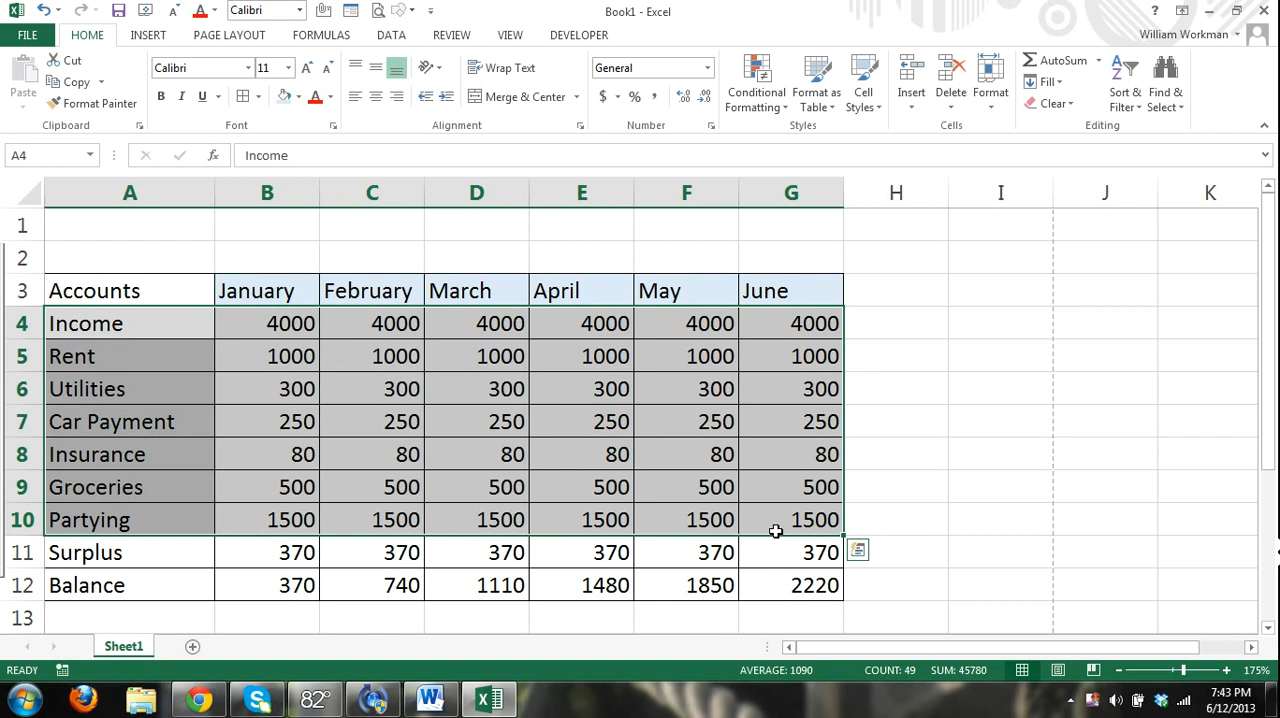 Calibri
Book1 - Excel
?
FILE HOME INSERT PAGE LAYOUT FORMULAS DATA REVIEW VIEW DEVELOPER William Workman
Paste Cut Copy Format Painter
Calibri 11
B I U
Wrap Text
Merge & Center
General
$ % ,
Conditional Formatting Format as Table Cell Styles
Insert Delete Format
AutoSum Fill Clear
Sort & Filter Find & Select
Clipboard Font Alignment Number Styles Cells Editing
A4 fx Income
A B C D E F G H I J K
1
2
3 Accounts January February March April May June
4 Income 4000 4000 4000 4000 4000 4000
5 Rent 1000 1000 1000 1000 1000 1000
6 Utilities 300 300 300 300 300 300
7 Car Payment 250 250 250 250 250 250
8 Insurance 80 80 80 80 80 80
9 Groceries 500 500 500 500 500 500
10 Partying 1500 1500 1500 1500 1500 1500
11 Surplus 370 370 370 370 370 370
12 Balance 370 740 1110 1480 1850 2220
13
Sheet1
READY AVERAGE: 1090 COUNT: 49 SUM: 45780 175%
82° 7:43 PM
6/12/2013